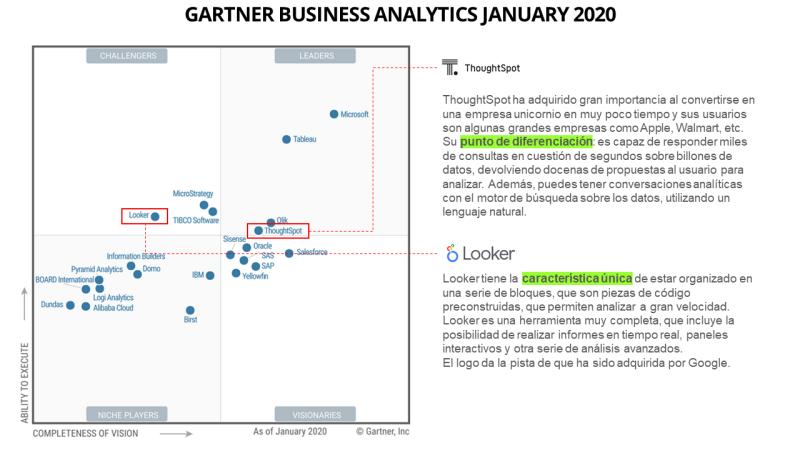 GARTNER BUSINESS ANALYTICS JANUARY 2020
CHALLENGERS
LEADERS
Microsoft
Tableau
MicroStrategy
Looker
TIBCO Software
Qlik
ThoughtSpot
Sisense
Oracle
Salesforce
SAS
SAP
Yellowfin
Information Builders
Pyramid Analytics
Domo
IBM
BOARD International
Logi Analytics
Dundas
Alibaba Cloud
Birst
NICHE PLAYERS
VISIONARIES
ABILITY TO EXECUTE
COMPLETENESS OF VISION
As of January 2020
© Gartner, Inc
ThoughtSpot
ThoughtSpot ha adquirido gran importancia al convertirse en
una empresa unicornio en muy poco tiempo y sus usuarios
son algunas grandes empresas como Apple, Walmart, etc.
Su punto de diferenciación: es capaz de responder miles
de consultas en cuestión de segundos sobre billones de
datos, devolviendo docenas de propuestas al usuario para
analizar. Además, puedes tener conversaciones analíticas
con el motor de búsqueda sobre los datos, utilizando un
lenguaje natural.
Looker
Looker tiene la caracteristica única de estar organizado en
una serie de bloques, que son piezas de código
preconstruidas, que permiten analizar a gran velocidad.
Looker es una herramienta muy completa, que incluye la
posibilidad de realizar informes en tiempo real, paneles
interactivos y otra serie de análisis avanzados.
El logo da la pista de que ha sido adquirida por Google.